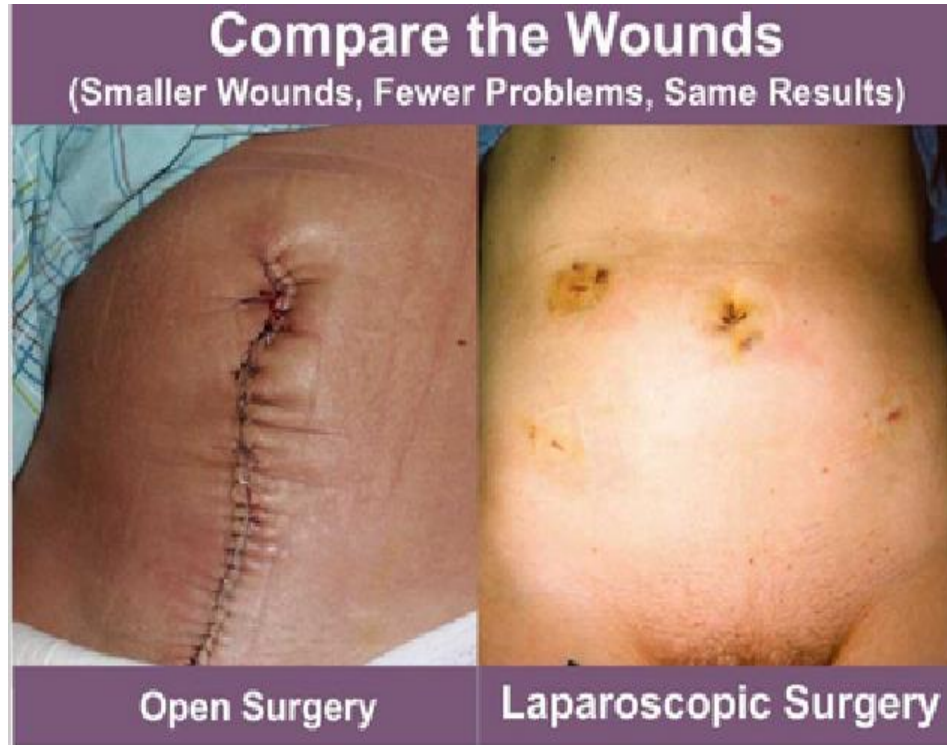 Compare the Wounds
(Smaller Wounds, Fewer Problems, Same Results)
Open Surgery
Laparoscopic Surgery